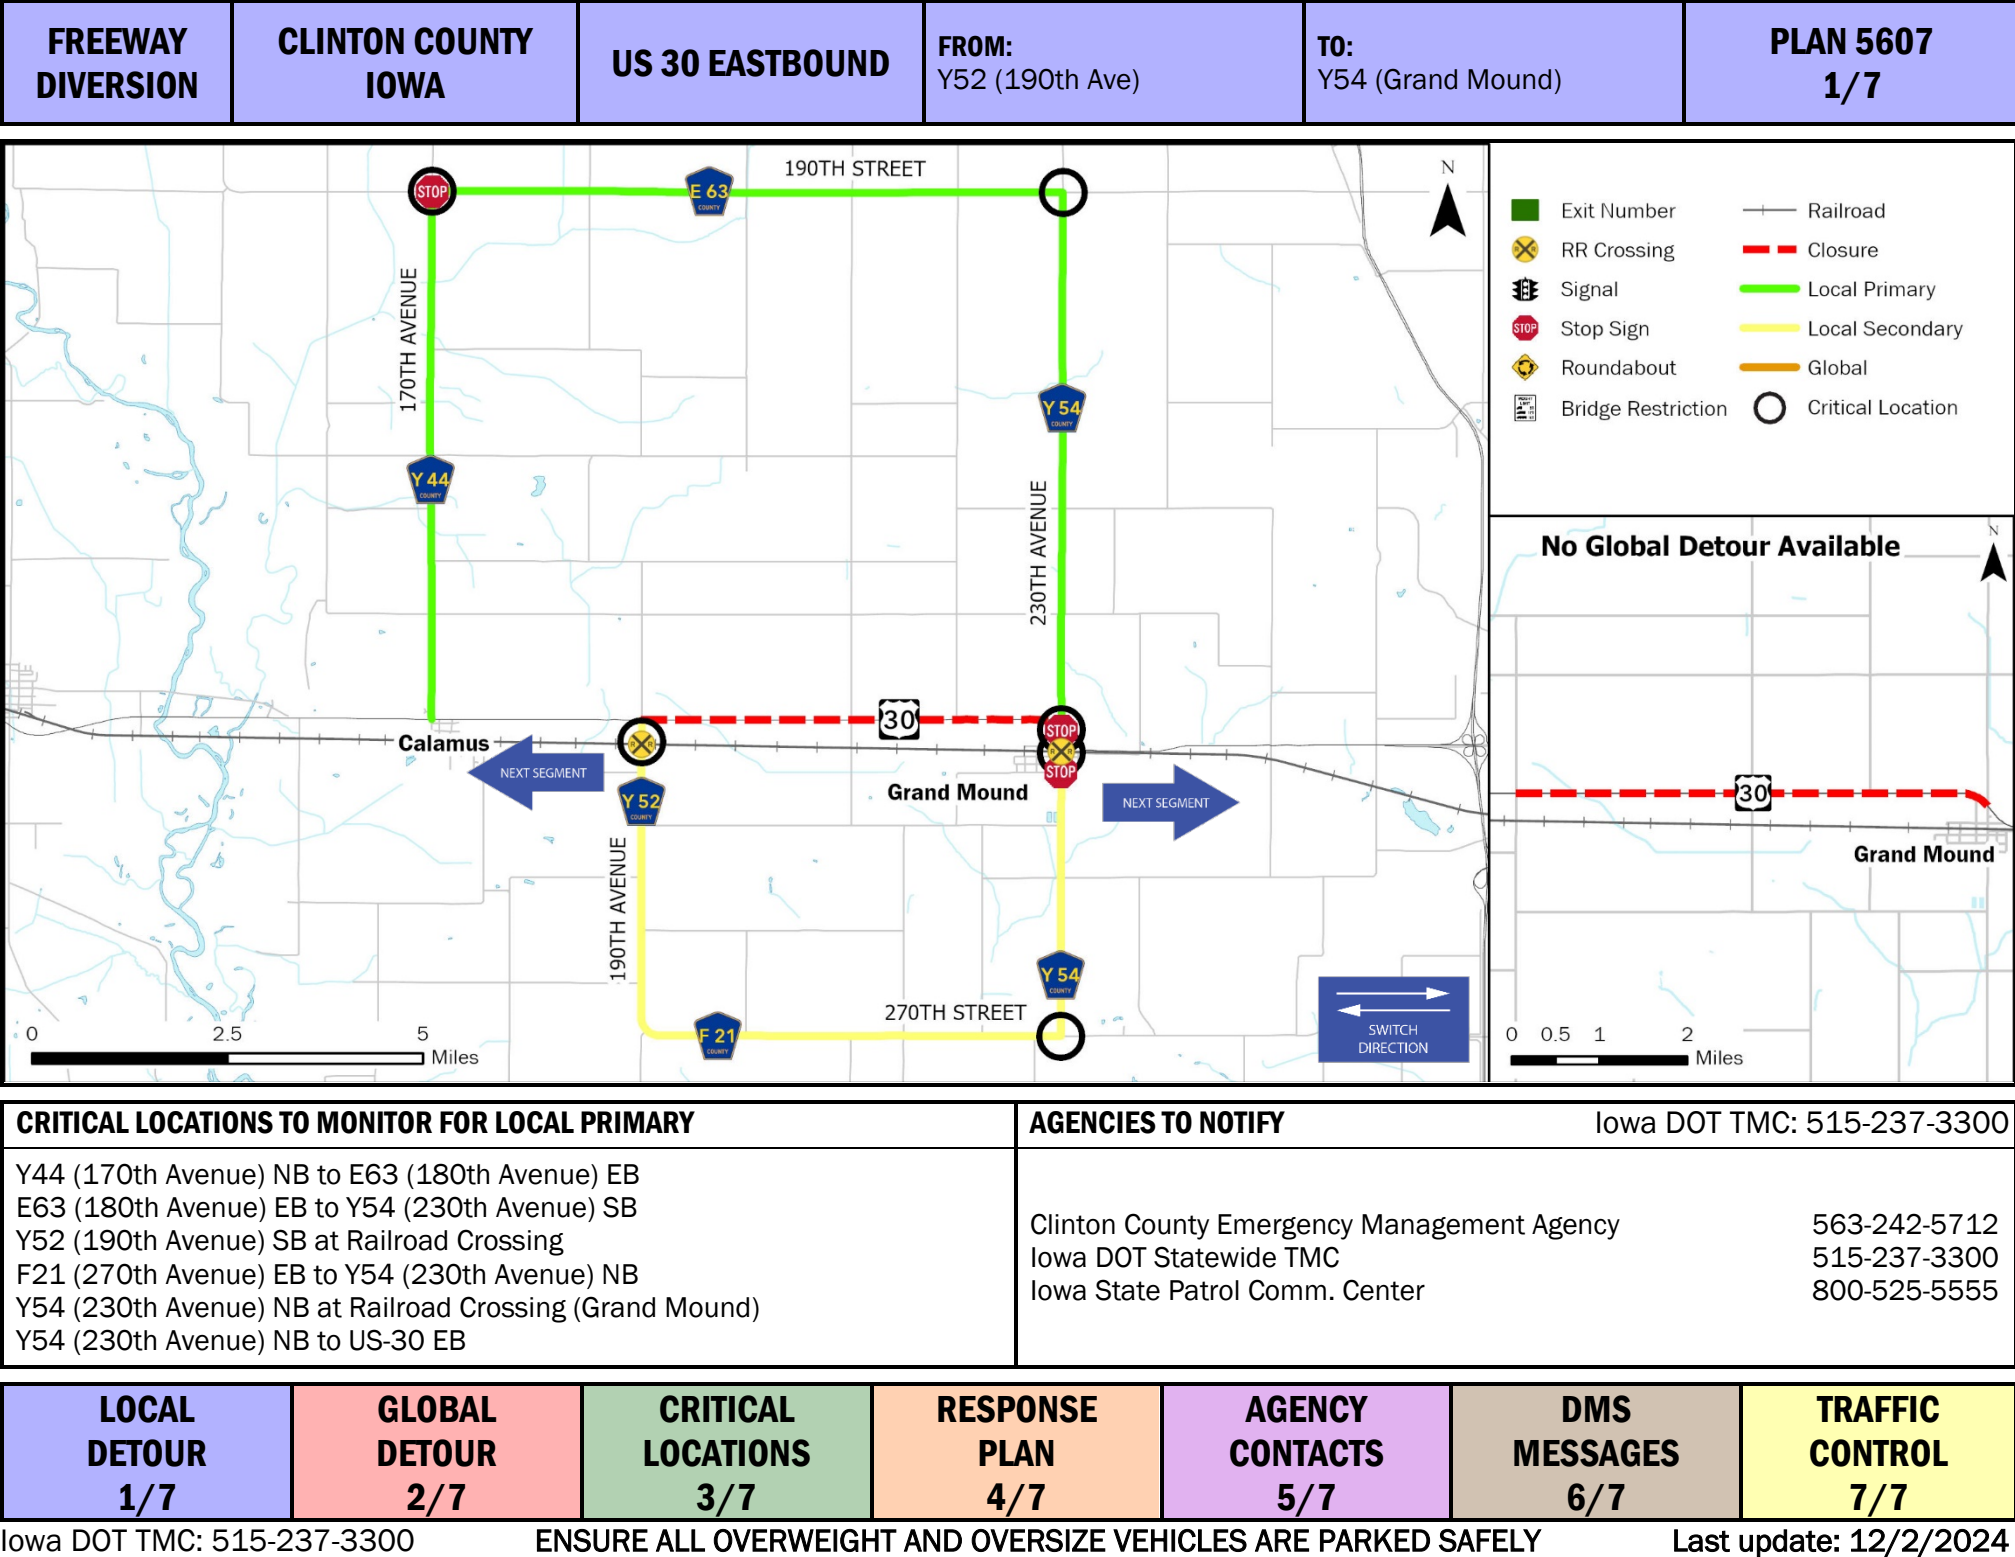 FREEWAY
DIVERSION
CLINTON COUNTY
IOWA
US 30 EASTBOUND
FROM:
Y52 (190th Ave)
TO:
Y54 (Grand Mound)
PLAN 5607
1/7
190TH STREET
STOP
E 63
COUNTY
N
170TH AVENUE
Y 54
COUNTY
Y 44
COUNTY
230TH AVENUE
30
STOP
R R
Calamus
NEXT SEGMENT
R R
STOP
Grand Mound
NEXT SEGMENT
Y 52
COUNTY
190TH AVENUE
Y 54
COUNTY
270TH STREET
F 21
COUNTY
SWITCH
DIRECTION
0 2.5 5
Miles
Exit Number
Railroad
RR Crossing
Closure
Signal
Local Primary
STOP
Stop Sign
Local Secondary
Roundabout
Global
Bridge Restriction
Critical Location
No Global Detour Available
N
30
Grand Mound
0 0.5 1 2
Miles
CRITICAL LOCATIONS TO MONITOR FOR LOCAL PRIMARY
Y44 (170th Avenue) NB to E63 (180th Avenue) EB
E63 (180th Avenue) EB to Y54 (230th Avenue) SB
Y52 (190th Avenue) SB at Railroad Crossing
F21 (270th Avenue) EB to Y54 (230th Avenue) NB
Y54 (230th Avenue) NB at Railroad Crossing (Grand Mound)
Y54 (230th Avenue) NB to US-30 EB
AGENCIES TO NOTIFY Iowa DOT TMC: 515-237-3300
Clinton County Emergency Management Agency 563-242-5712
Iowa DOT Statewide TMC 515-237-3300
Iowa State Patrol Comm. Center 800-525-5555
LOCAL
DETOUR
1/7
GLOBAL
DETOUR
2/7
CRITICAL
LOCATIONS
3/7
RESPONSE
PLAN
4/7
AGENCY
CONTACTS
5/7
DMS
MESSAGES
6/7
TRAFFIC
CONTROL
7/7
Iowa DOT TMC: 515-237-3300 ENSURE ALL OVERWEIGHT AND OVERSIZE VEHICLES ARE PARKED SAFELY Last update: 12/2/2024